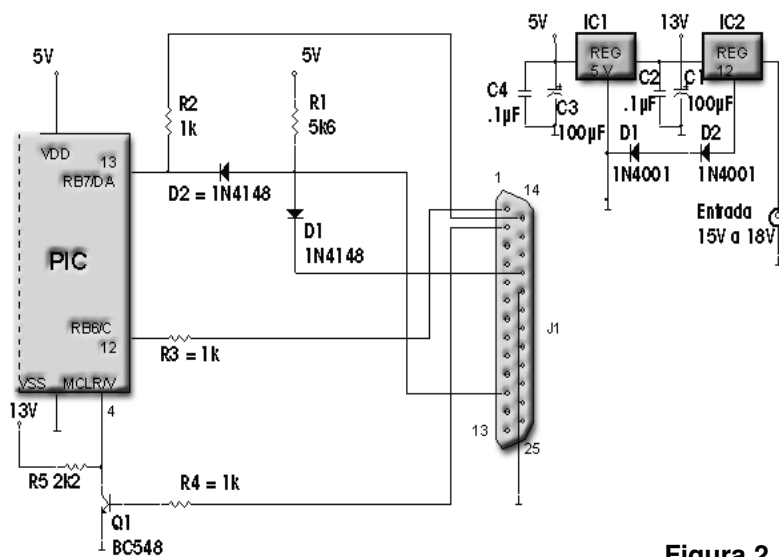 5V
R2
1k
5V
R1
5k6
VDD
13
RB7/DA
D2 = 1N4148
D1
1N4148
PIC
RB6/C
12
R3 = 1k
VSS
MCLR/V
13V
4
R5 2k2
R4 = 1k
Q1
BC548
1
14
J1
13
25
5V
IC1
REG
5 V
13V
IC2
REG
12
C4
.1µF
C3
100µF
C2
.1µF
C1
100µF
D1
1N4001
D2
1N4001
Entrada
15V a 18V
Figura 2